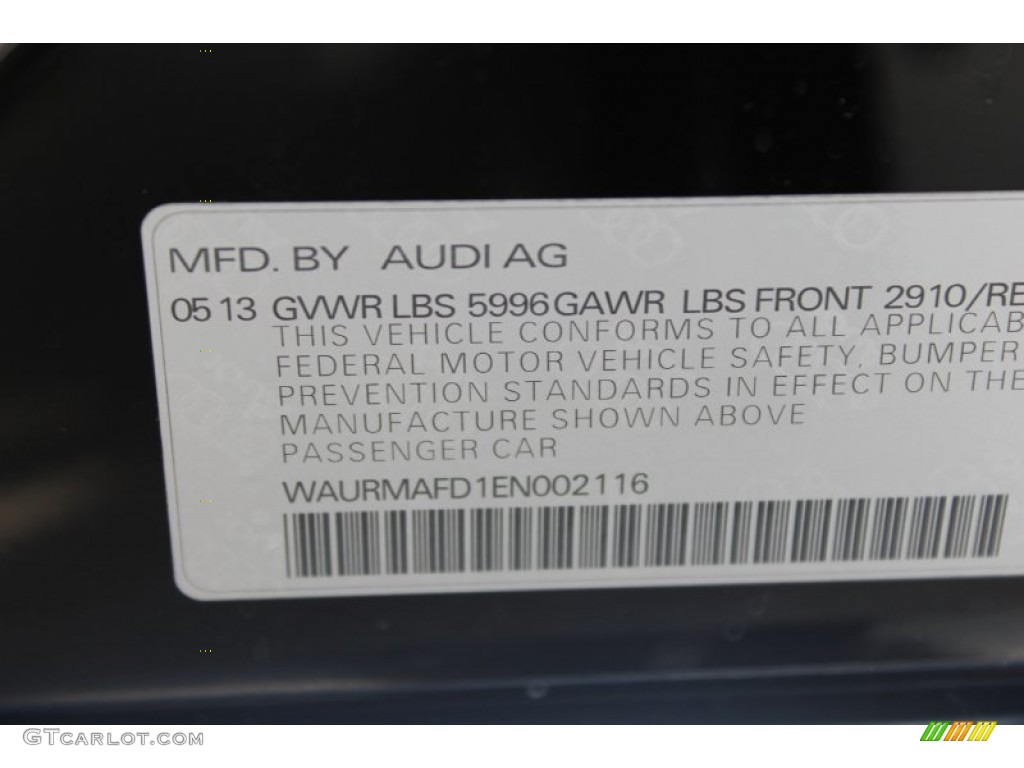 MFD. BY AUDI AG
05 13 GVWR LBS 5996 GAWR LBS FRONT 2910/RE
THIS VEHICLE CONFORMS TO ALL APPLICAB
FEDERAL MOTOR VEHICLE SAFETY, BUMPER
PREVENTION STANDARDS IN EFFECT ON THE
MANUFACTURE SHOWN ABOVE
PASSENGER CAR
WAURMAFD1EN002116
GTCARLOT.COM